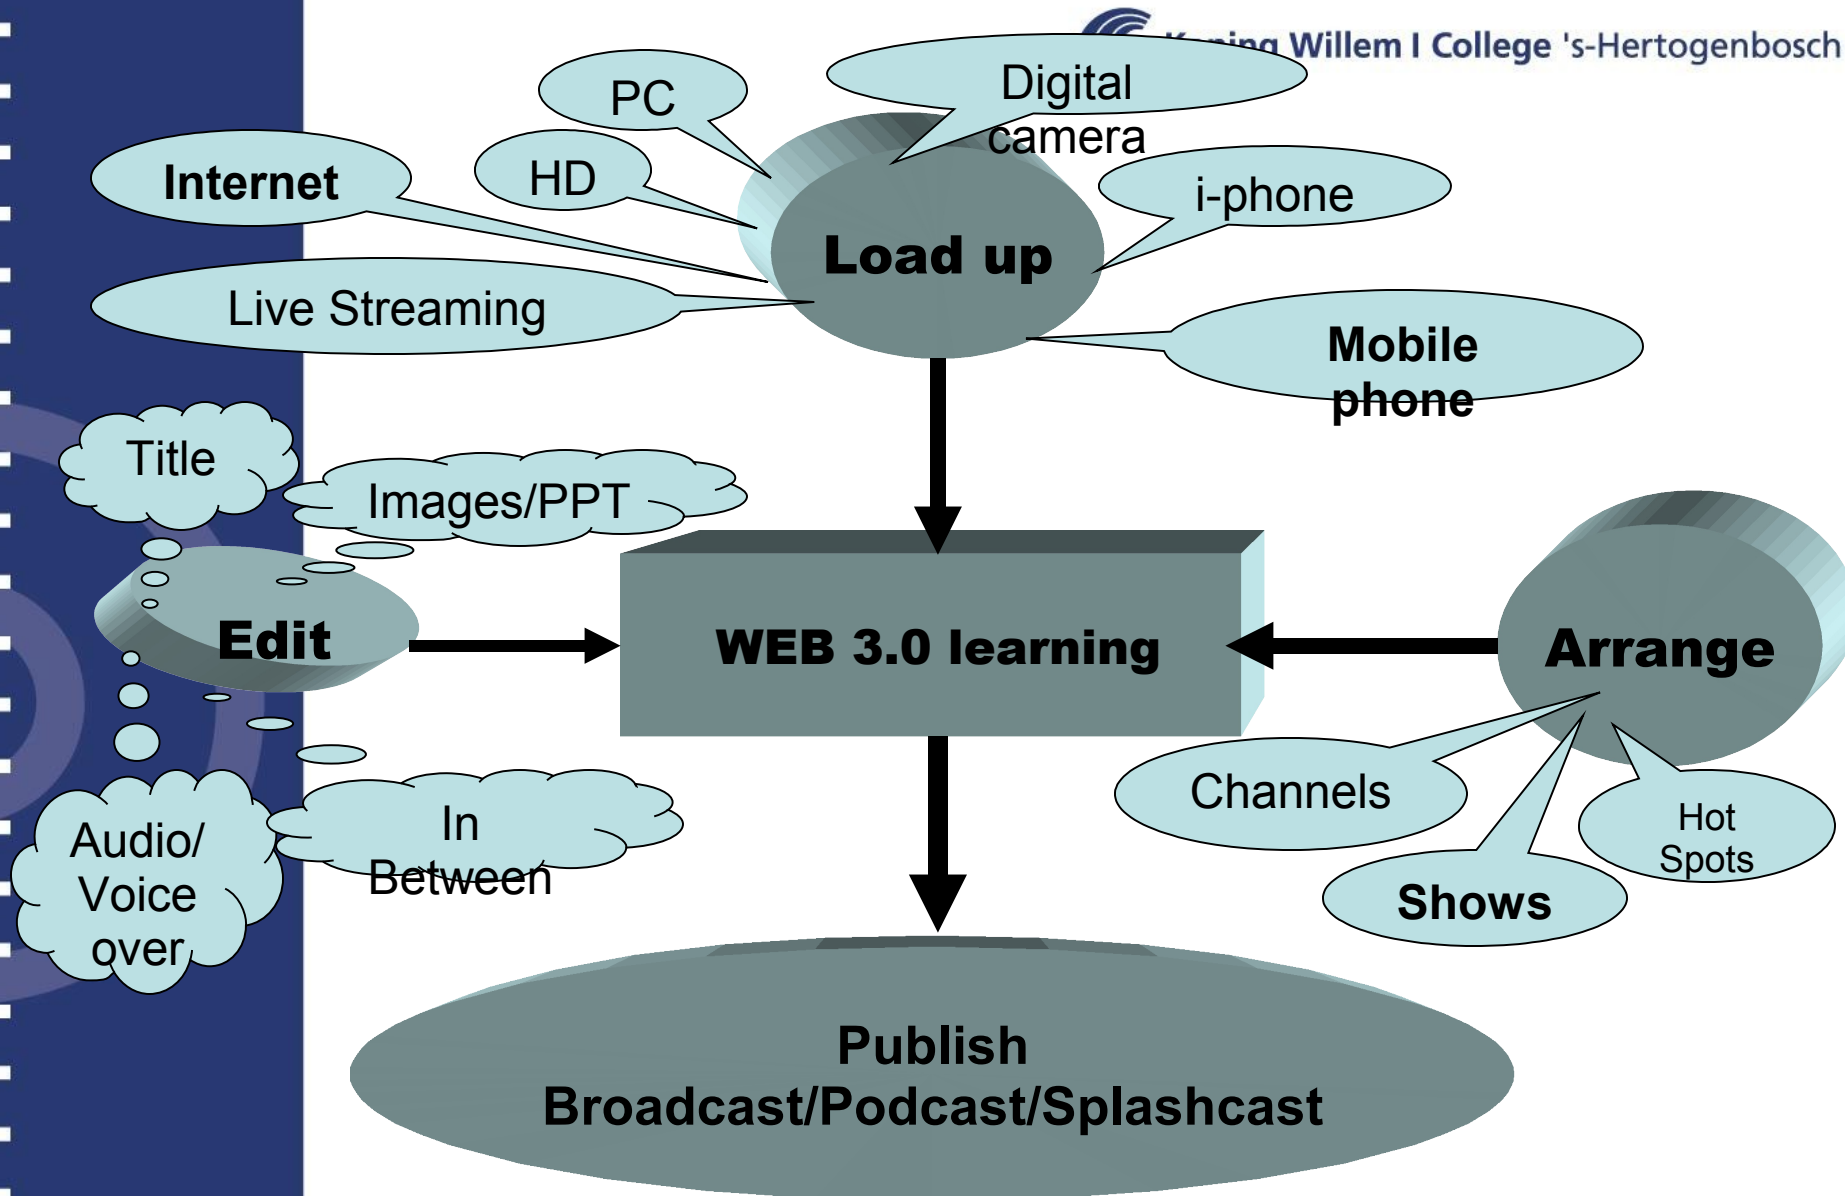 Koning Willem I College 's-Hertogenbosch
PC
Digital
camera
Internet
HD
i-phone
Load up
Live Streaming
Mobile
phone
Title
Images/PPT
Edit
WEB 3.0 learning
Arrange
Channels
Hot
Spots
Shows
In
Between
Audio/
Voice
over
Publish
Broadcast/Podcast/Splashcast